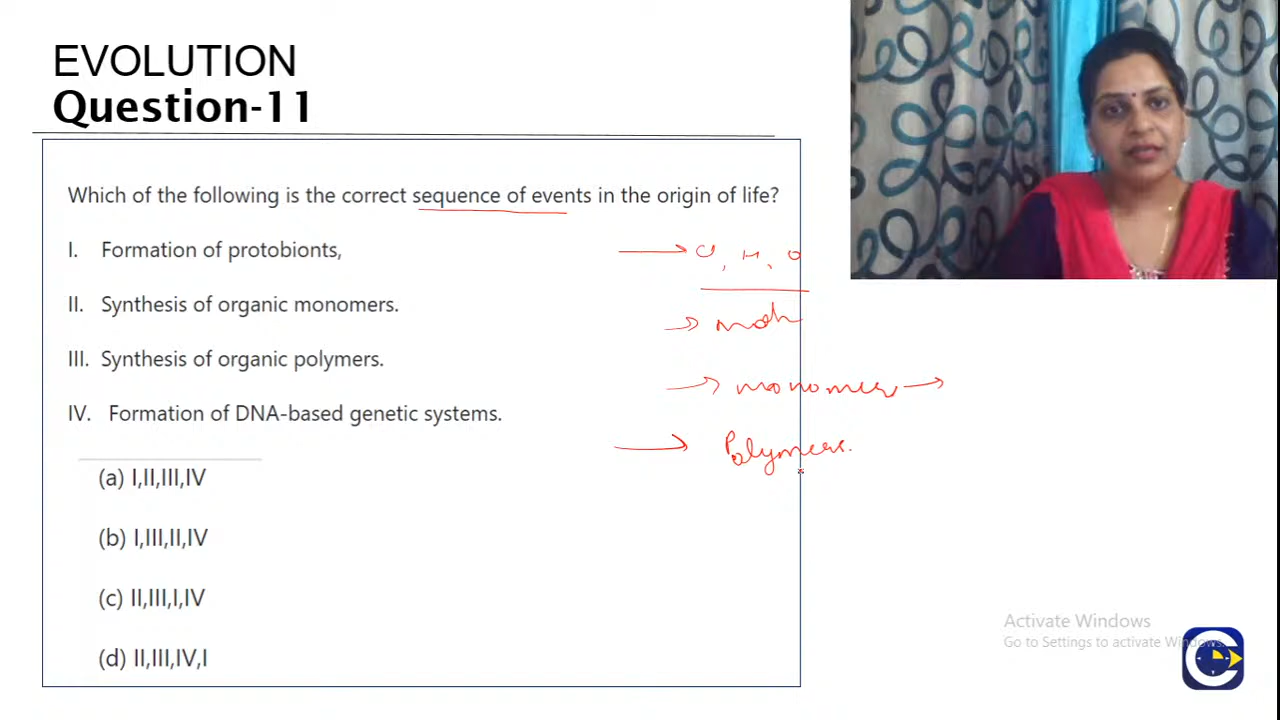 EVOLUTION
Question-11
Which of the following is the correct sequence of events in the origin of life?
I. Formation of protobionts,
II. Synthesis of organic monomers.
III. Synthesis of organic polymers.
IV. Formation of DNA-based genetic systems.
(a) I,II,III,IV
(b) I,III,II,IV
(c) II,III,I,IV
(d) II,III,IV,I
→ C, H, O
→ monomers →
→ Polymers.
Activate Windows
Go to Settings to activate Windows.